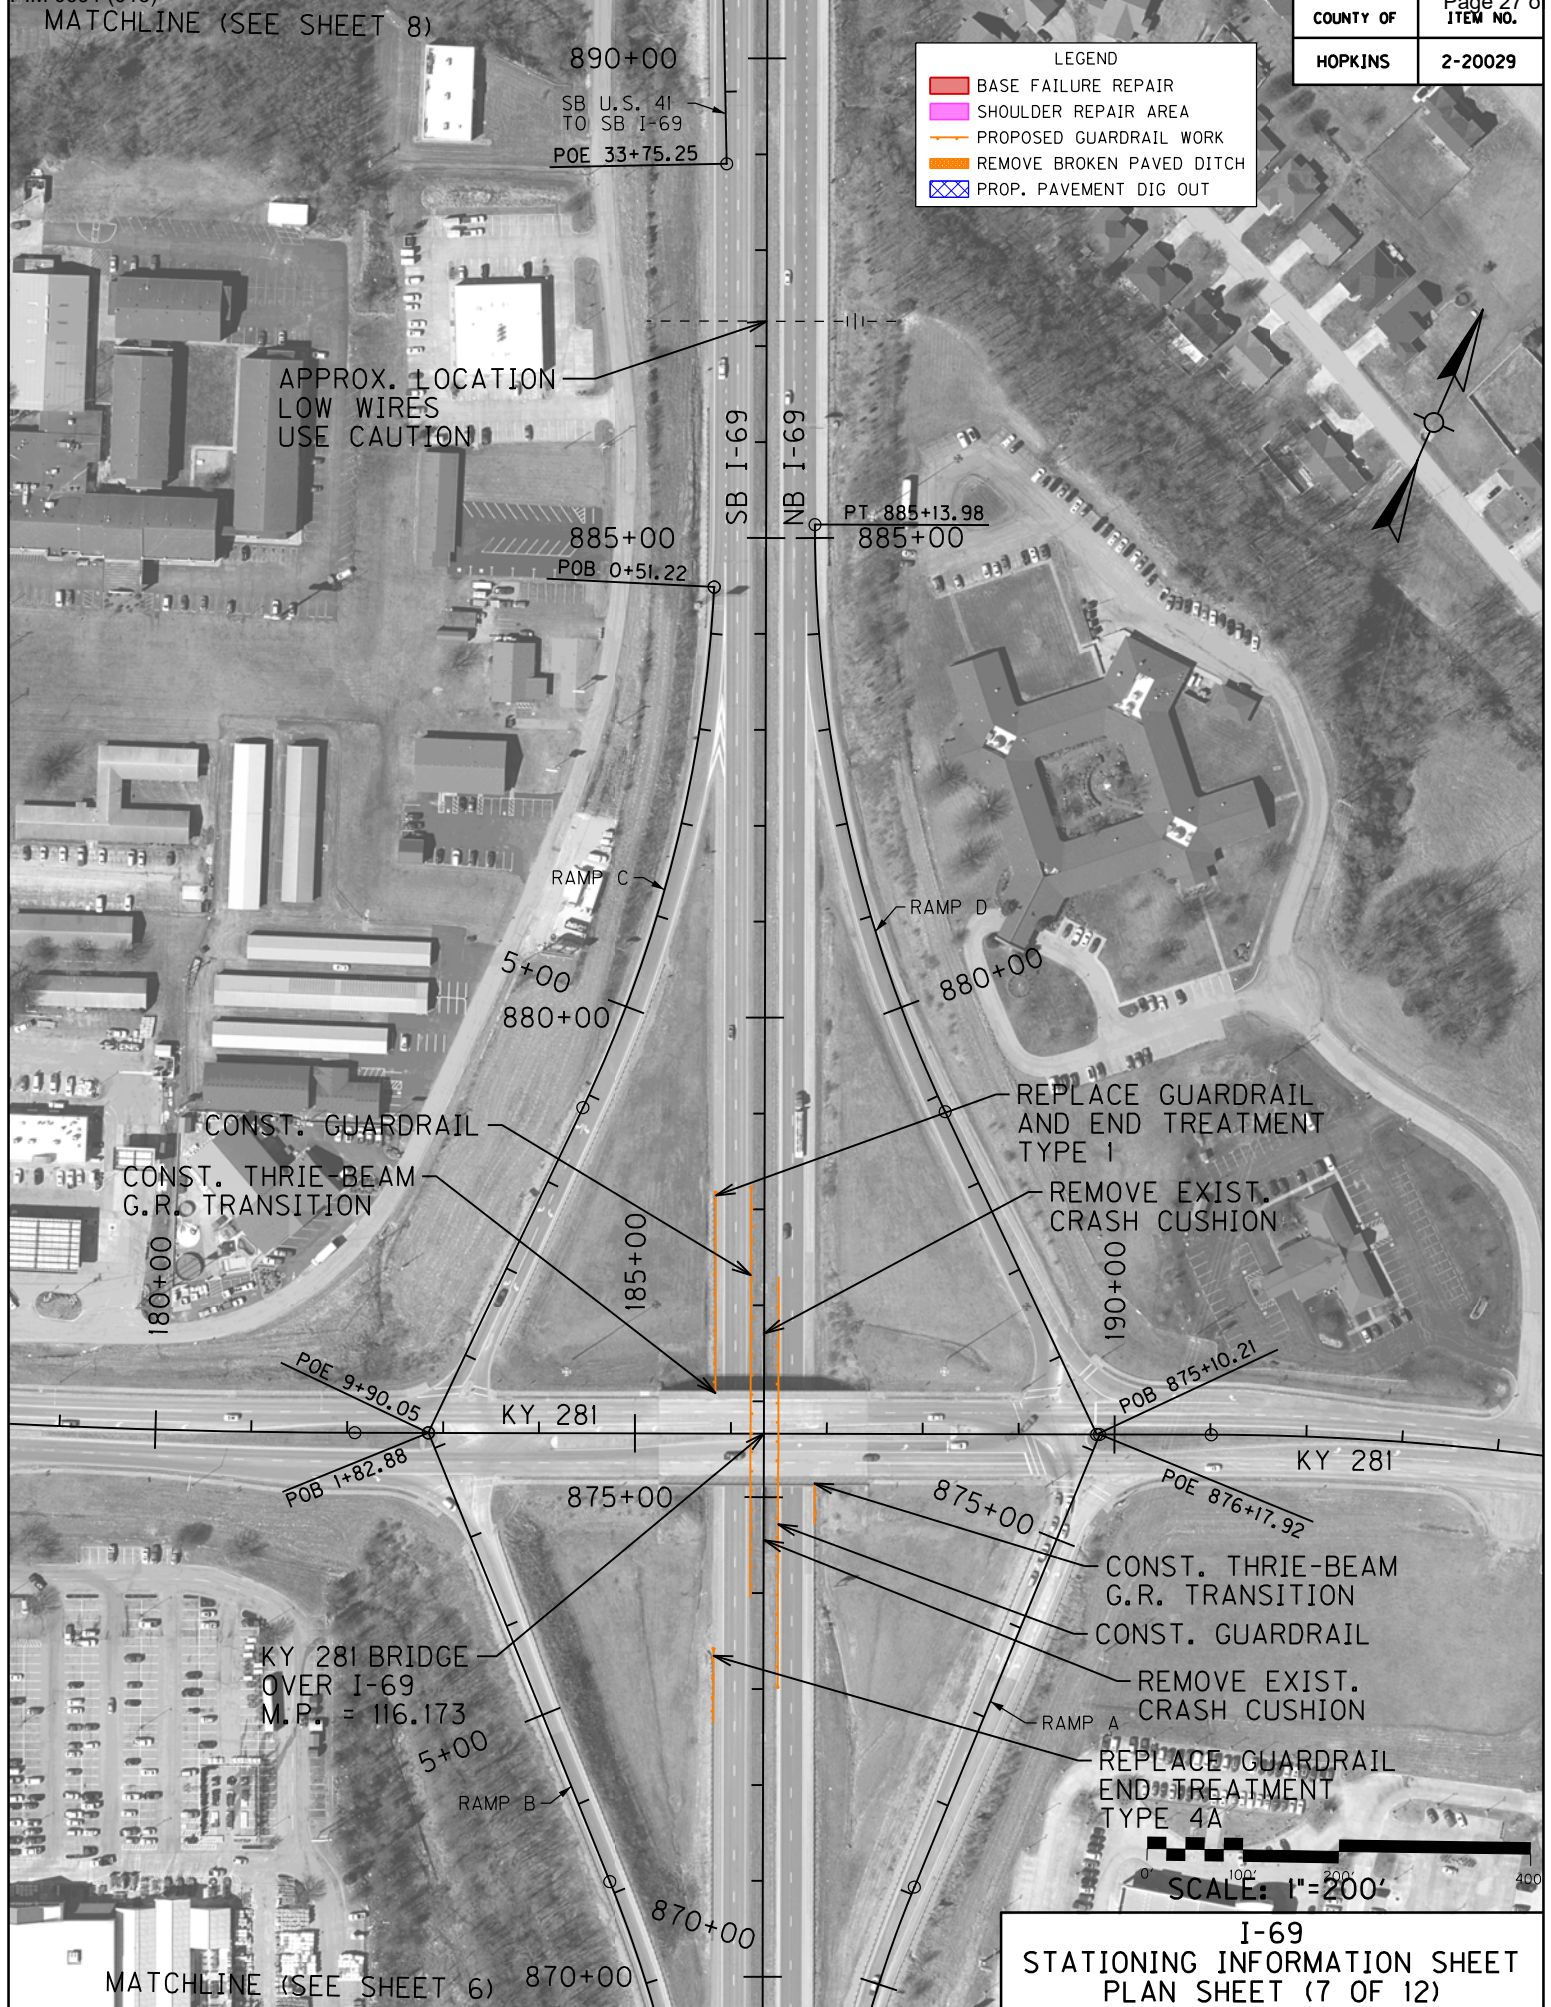 MATCHLINE (SEE SHEET 8)
Page 27 o
COUNTY OF
ITEM NO.
HOPKINS
2-20029
LEGEND
BASE FAILURE REPAIR
SHOULDER REPAIR AREA
PROPOSED GUARDRAIL WORK
REMOVE BROKEN PAVED DITCH
PROP. PAVEMENT DIG OUT
890+00
SB U.S. 41
TO SB I-69
POE 33+75.25
APPROX. LOCATION
LOW WIRES
USE CAUTION
SB I-69
NB I-69
PT 885+13.98
885+00
885+00
POB 0+51.22
RAMP C
RAMP D
5+00
880+00
880+00
REPLACE GUARDRAIL
AND END TREATMENT
TYPE 1
CONST. GUARDRAIL
CONST. THRIE-BEAM
G.R. TRANSITION
REMOVE EXIST.
CRASH CUSHION
180+00
185+00
190+00
POE 9+90.05
POB 875+10.21
KY 281
KY 281
POB 1+82.88
POE 876+17.92
875+00
875+00
CONST. THRIE-BEAM
G.R. TRANSITION
CONST. GUARDRAIL
KY 281 BRIDGE
OVER I-69
M.P. = 116.173
REMOVE EXIST.
CRASH CUSHION
RAMP A
5+00
REPLACE GUARDRAIL
END TREATMENT
TYPE 4A
RAMP B
0'
100'
200'
400
SCALE: 1"=200'
870+00
870+00
MATCHLINE (SEE SHEET 6)
I-69
STATIONING INFORMATION SHEET
PLAN SHEET (7 OF 12)